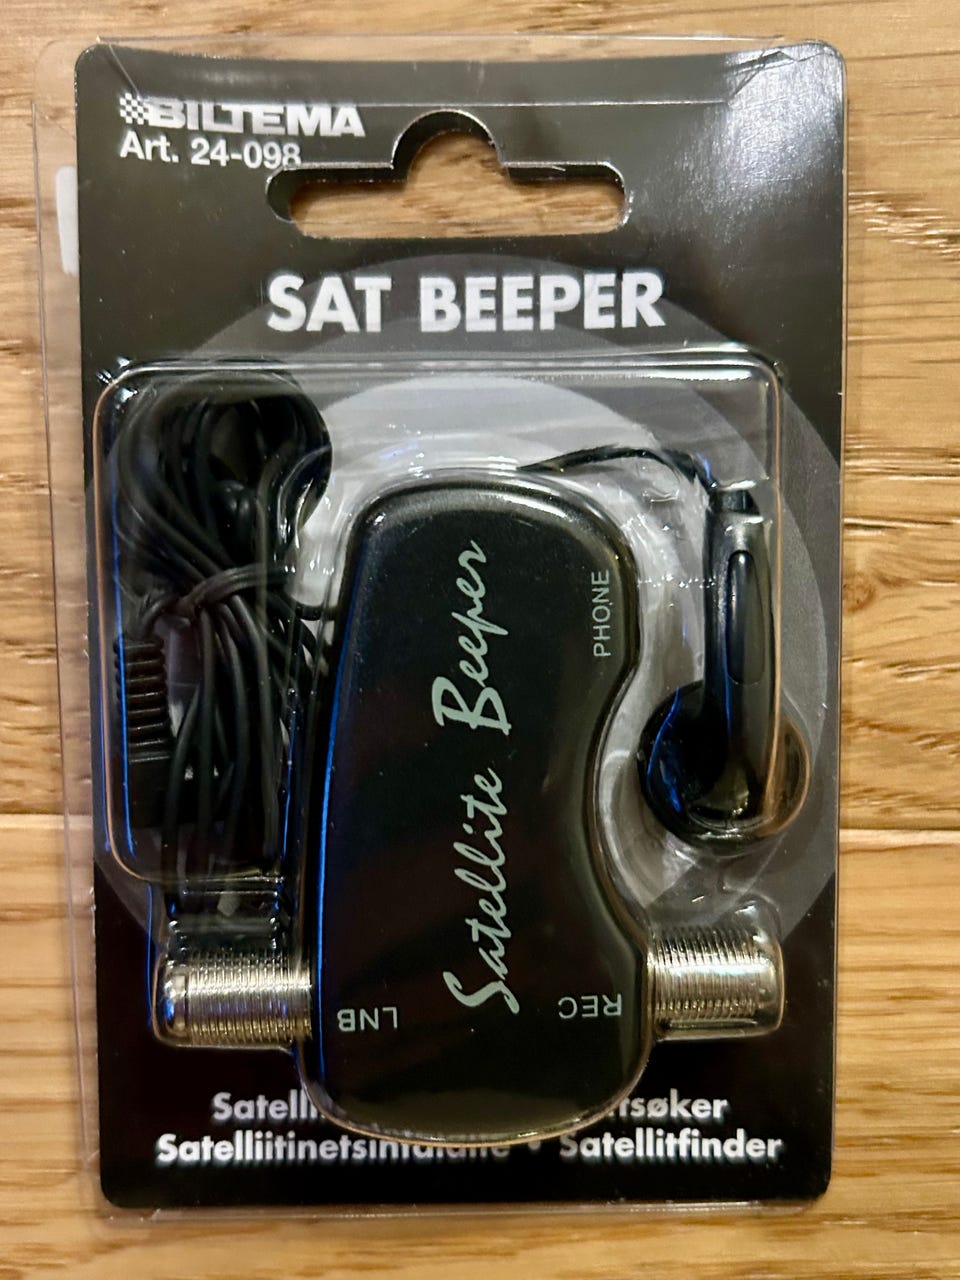 BILTEMA
Art. 24-098
SAT BEEPER
Satellite Beeper
PHONE
LNB
REC
Satellitfinder